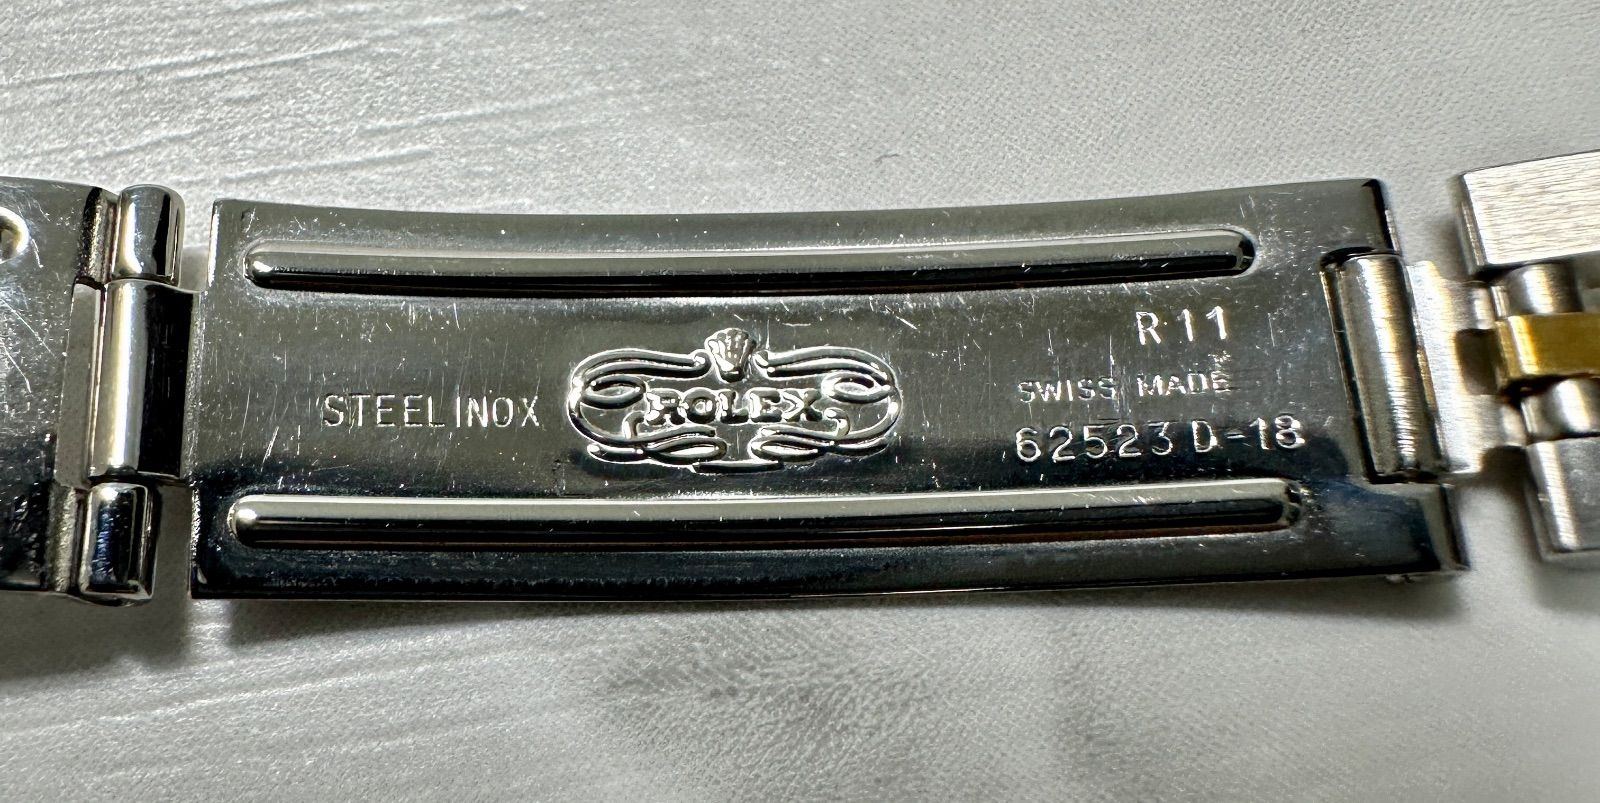 STEELINOX
ROLEX
R11
SWISS MADE
62523 D-18